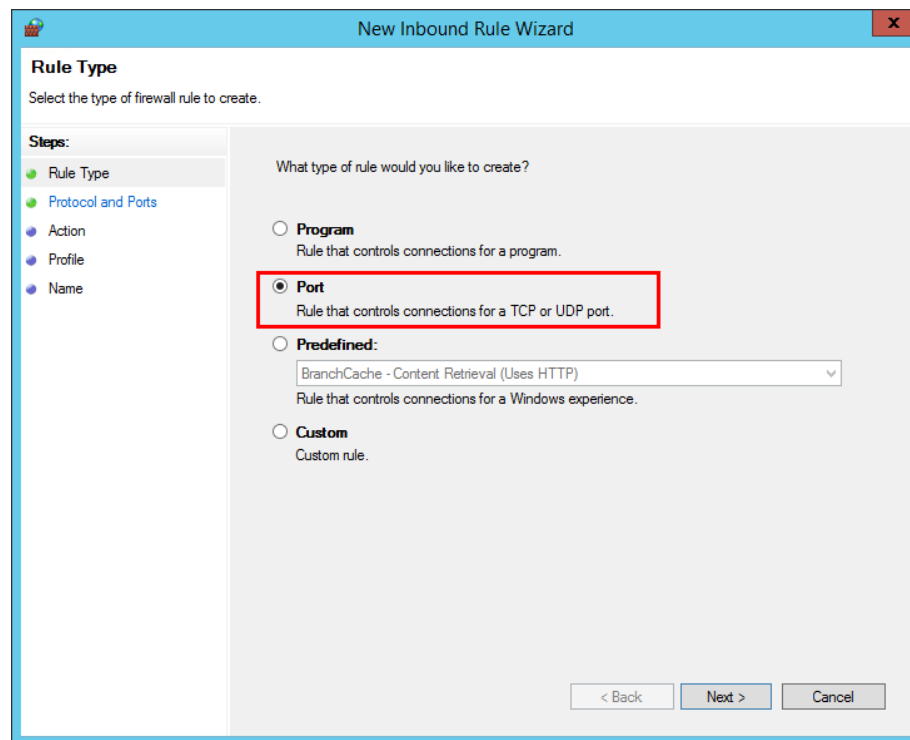 New Inbound Rule Wizard
x
Rule Type
Select the type of firewall rule to create.
Steps:
Rule Type
Protocol and Ports
Action
Profile
Name
What type of rule would you like to create?
Program
Rule that controls connections for a program.
Port
Rule that controls connections for a TCP or UDP port.
Predefined:
BranchCache - Content Retrieval (Uses HTTP)
Rule that controls connections for a Windows experience.
Custom
Custom rule.
< Back Next > Cancel